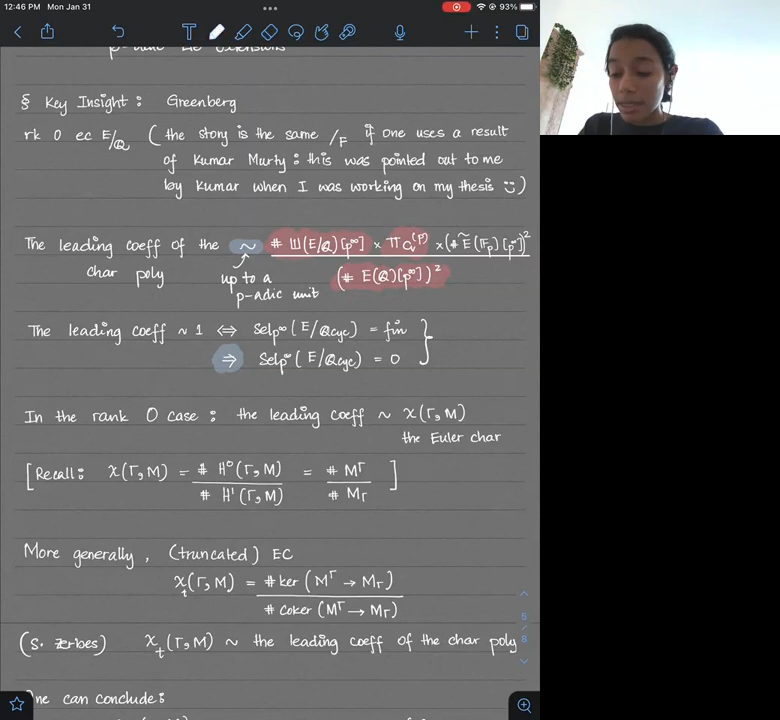 12:46 PM Mon Jan 31
93%
p-adic Lie extensions
§ Key Insight : Greenberg
rk 0 ec E/Q ( the story is the same /F if one uses a result
of Kumar Murty : this was pointed out to me
by Kumar when I was working on my thesis :) )
The leading coeff of the ~ # Ш(E/Q)[p^∞] × Π c_v^(p) × (# Ẽ(F_p)[p^∞])^2
char poly
up to a
p-adic unit
(# E(Q)[p^∞])^2
The leading coeff ~ 1 ⇔ Sel_p^∞ (E/Q_cyc) = fin
⇒ Sel_p^∞ (E/Q_cyc) = 0
In the rank 0 case : the leading coeff ~ χ(Γ, M)
the Euler char
[ Recall : χ(Γ, M) = # H^0(Γ, M) / # H^1(Γ, M) = # M^Γ / # M_Γ ]
More generally, (truncated) EC
χ_t(Γ, M) = # ker (M^Γ → M_Γ)
# coker (M^Γ → M_Γ)
5
/
8
(S. Zerbes) χ_t(Γ, M) ~ the leading coeff of the char poly
One can conclude :